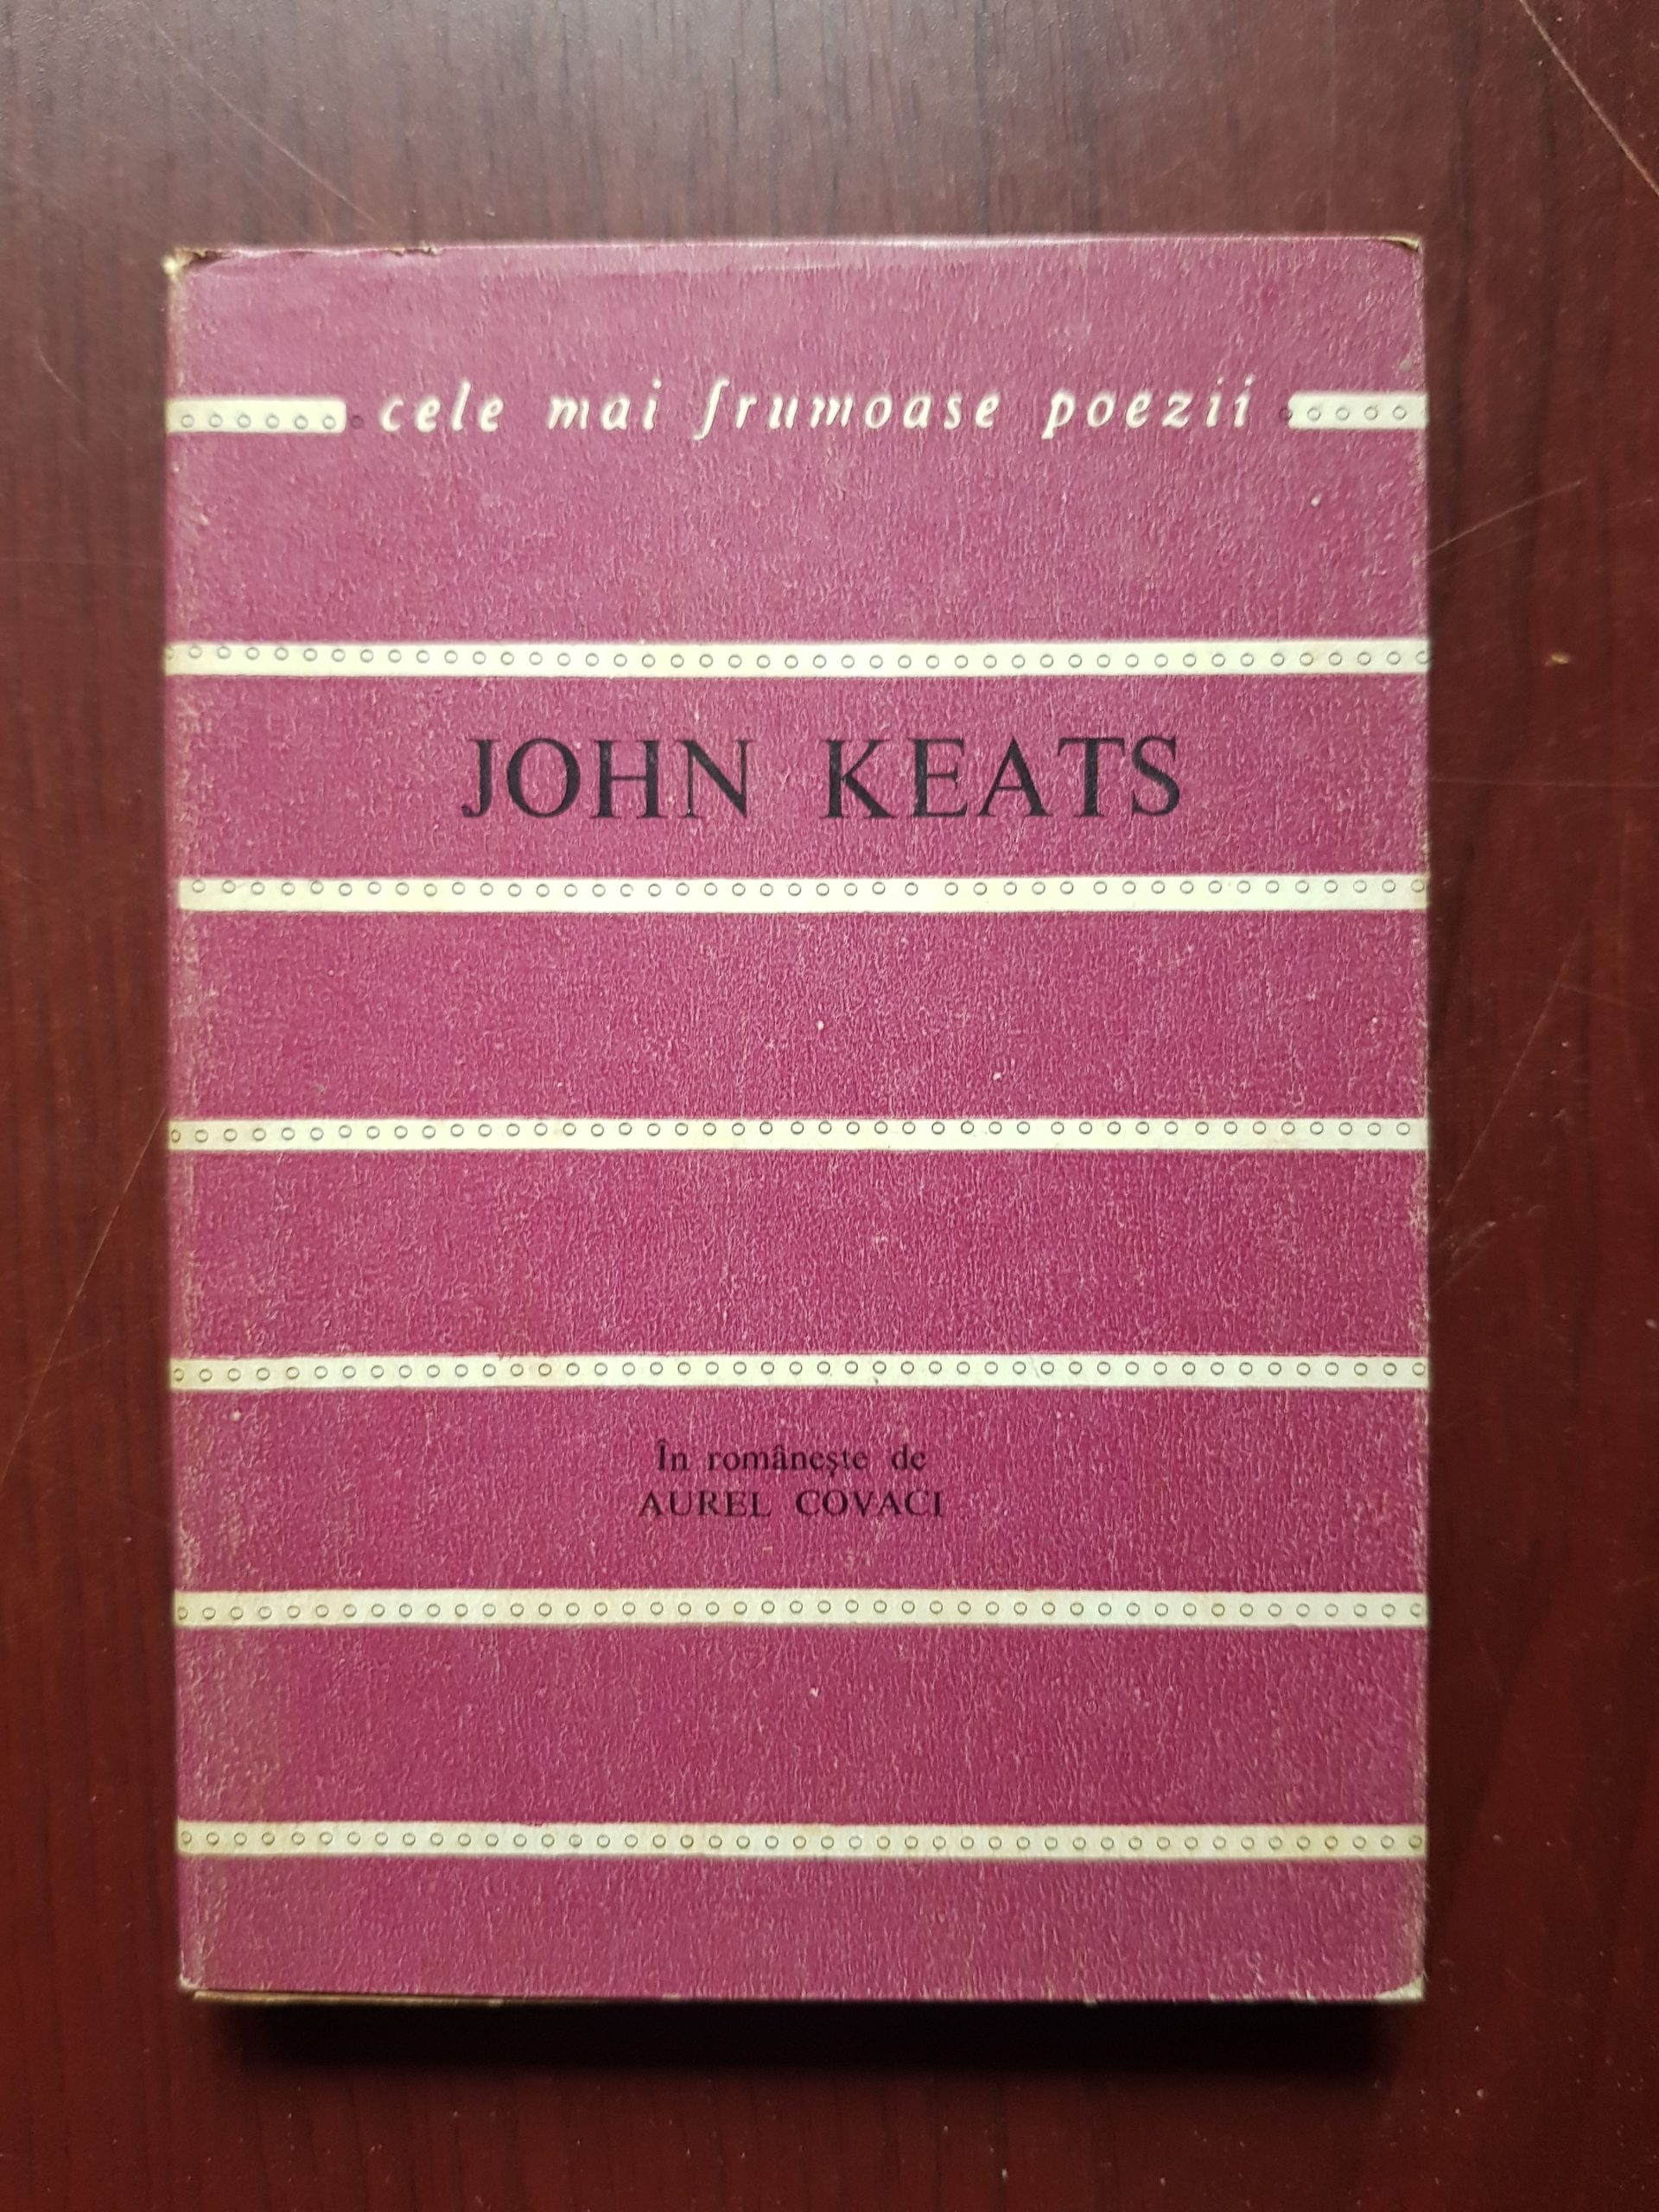 cele mai frumoase poezii
JOHN KEATS
În românește de
AUREL COVACI